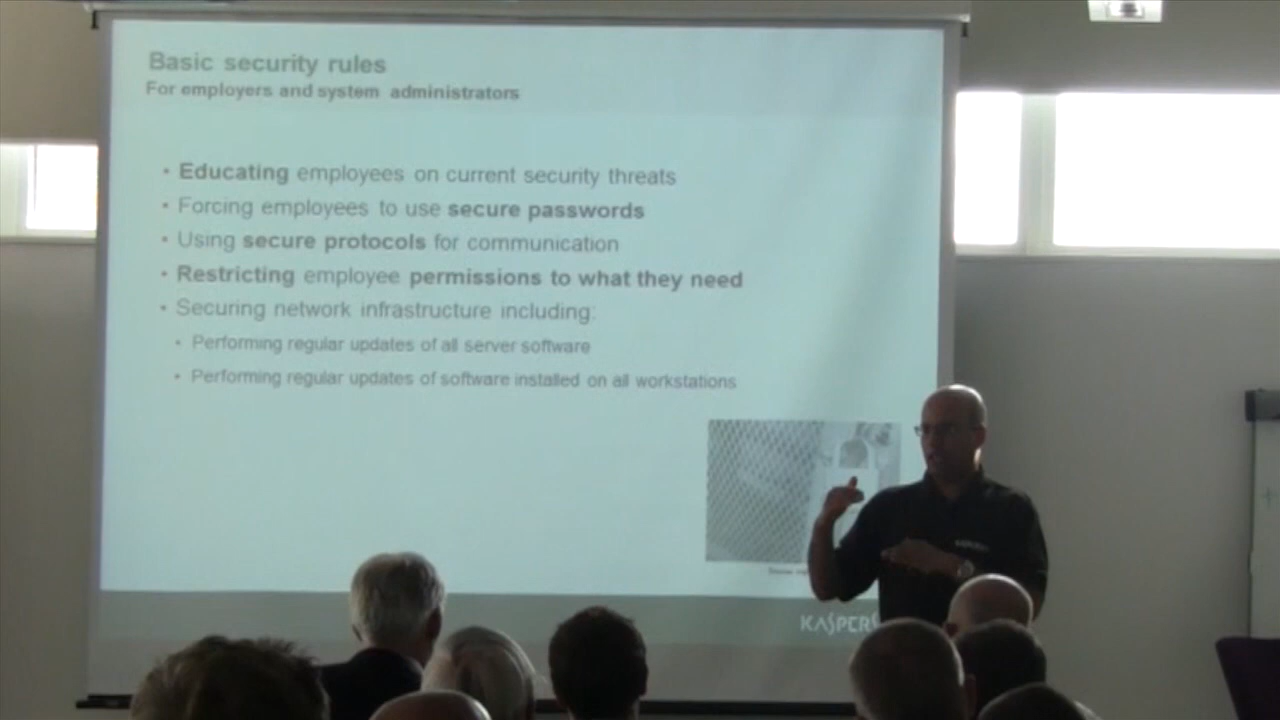 Basic security rules
For employers and system administrators
• Educating employees on current security threats
• Forcing employees to use secure passwords
• Using secure protocols for communication
• Restricting employee permissions to what they need
• Securing network infrastructure including:
• Performing regular updates of all server software
• Performing regular updates of software installed on all workstations
KASPERS